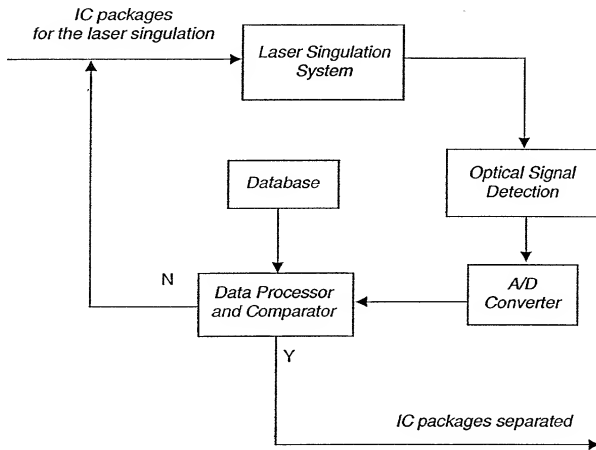 IC packages
for the laser singulation
Laser Singulation
System
Optical Signal
Detection
Database
A/D
Converter
Data Processor
and Comparator
N
Y
IC packages separated